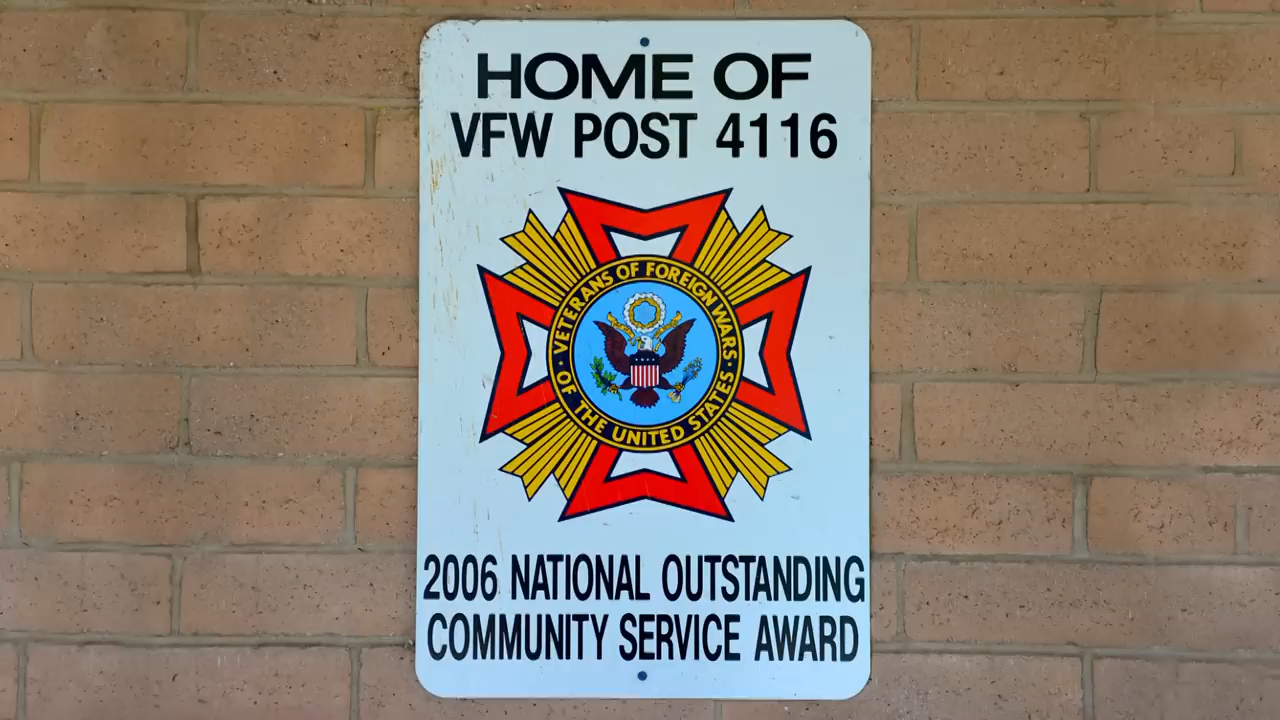 HOME OF
VFW POST 4116
VETERANS OF FOREIGN WARS
OF THE UNITED STATES
2006 NATIONAL OUTSTANDING
COMMUNITY SERVICE AWARD